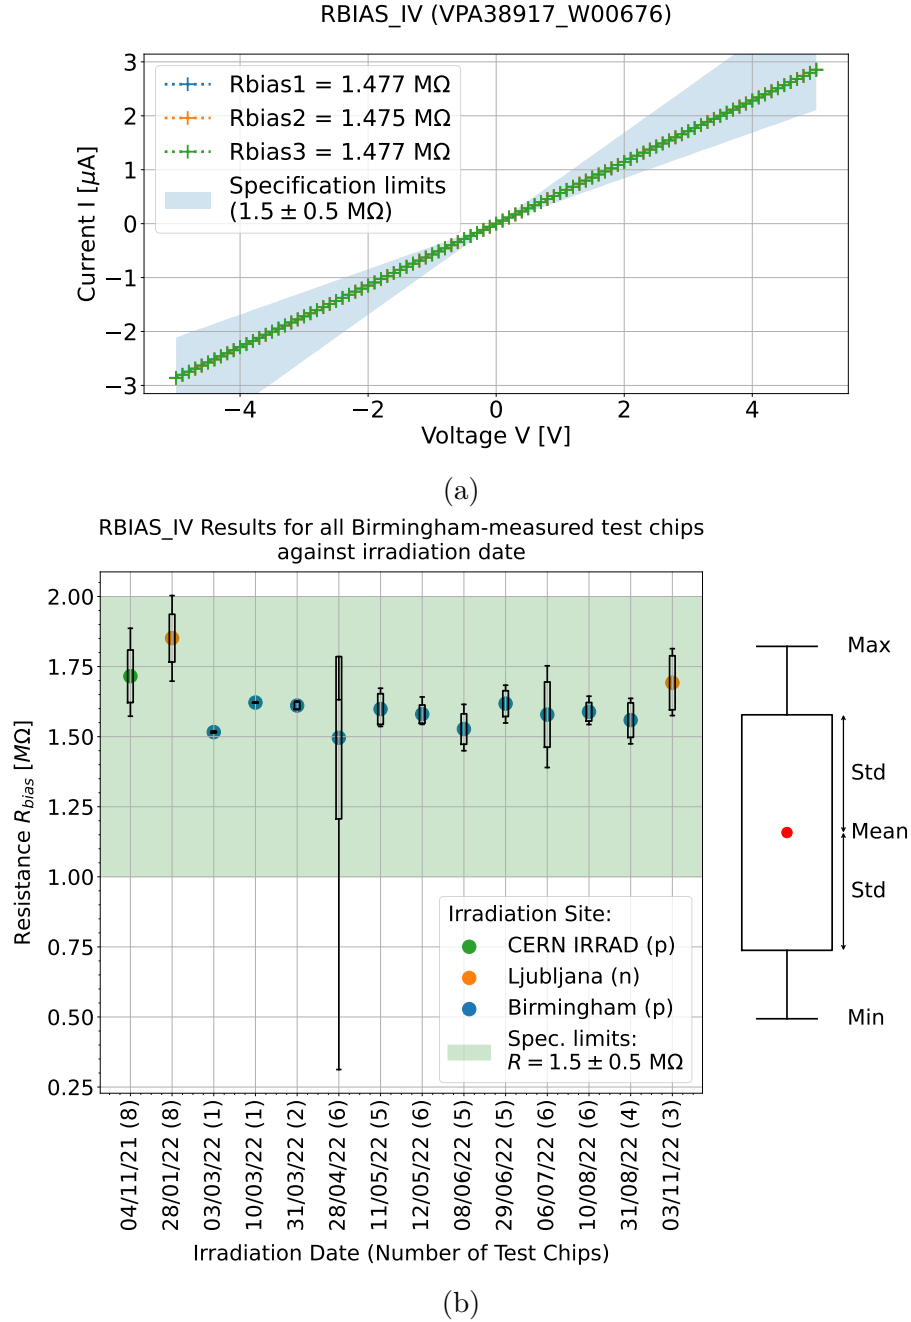 RBIAS_IV (VPA38917_W00676)
3
2
1
0
−1
−2
−3
Current I [μA]
Rbias1 = 1.477 MΩ
Rbias2 = 1.475 MΩ
Rbias3 = 1.477 MΩ
Specification limits
(1.5 ± 0.5 MΩ)
−4
−2
0
2
4
Voltage V [V]
(a)
RBIAS_IV Results for all Birmingham-measured test chips
against irradiation date
2.00
1.75
1.50
1.25
1.00
0.75
0.50
0.25
Resistance R_bias [MΩ]
Irradiation Site:
CERN IRRAD (p)
Ljubljana (n)
Birmingham (p)
Spec. limits:
R = 1.5 ± 0.5 MΩ
04/11/21 (8)
28/01/22 (8)
03/03/22 (1)
10/03/22 (1)
31/03/22 (2)
28/04/22 (6)
11/05/22 (5)
12/05/22 (6)
08/06/22 (5)
29/06/22 (5)
06/07/22 (6)
10/08/22 (6)
31/08/22 (4)
03/11/22 (3)
Irradiation Date (Number of Test Chips)
Max
Std
Mean
Std
Min
(b)